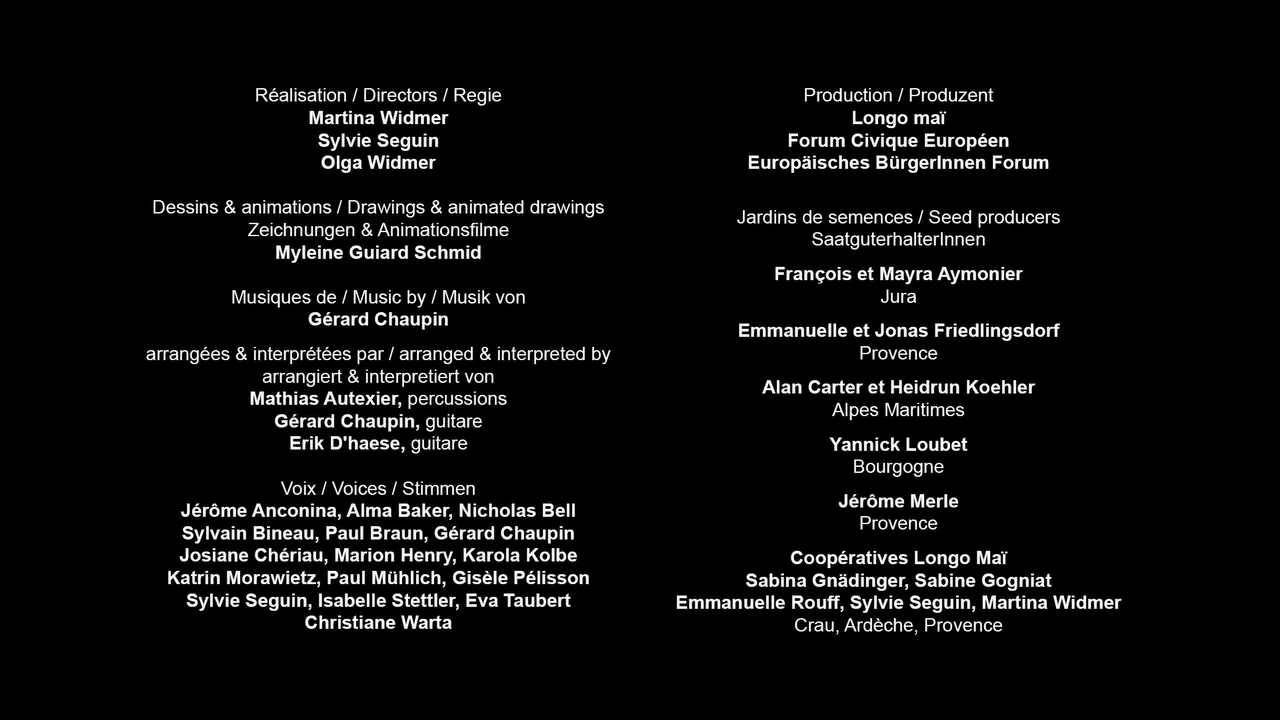 Réalisation / Directors / Regie
Martina Widmer
Sylvie Seguin
Olga Widmer
Dessins & animations / Drawings & animated drawings
Zeichnungen & Animationsfilme
Myleine Guiard Schmid
Musiques de / Music by / Musik von
Gérard Chaupin
arrangées & interprétées par / arranged & interpreted by
arrangiert & interpretiert von
Mathias Autexier, percussions
Gérard Chaupin, guitare
Erik D'haese, guitare
Voix / Voices / Stimmen
Jérôme Anconina, Alma Baker, Nicholas Bell
Sylvain Bineau, Paul Braun, Gérard Chaupin
Josiane Chériau, Marion Henry, Karola Kolbe
Katrin Morawietz, Paul Mühlich, Gisèle Pélisson
Sylvie Seguin, Isabelle Stettler, Eva Taubert
Christiane Warta
Production / Produzent
Longo maï
Forum Civique Européen
Europäisches BürgerInnen Forum
Jardins de semences / Seed producers
SaatguterhalterInnen
François et Mayra Aymonier
Jura
Emmanuelle et Jonas Friedlingsdorf
Provence
Alan Carter et Heidrun Koehler
Alpes Maritimes
Yannick Loubet
Bourgogne
Jérôme Merle
Provence
Coopératives Longo Maï
Sabina Gnädinger, Sabine Gogniat
Emmanuelle Rouff, Sylvie Seguin, Martina Widmer
Crau, Ardèche, Provence